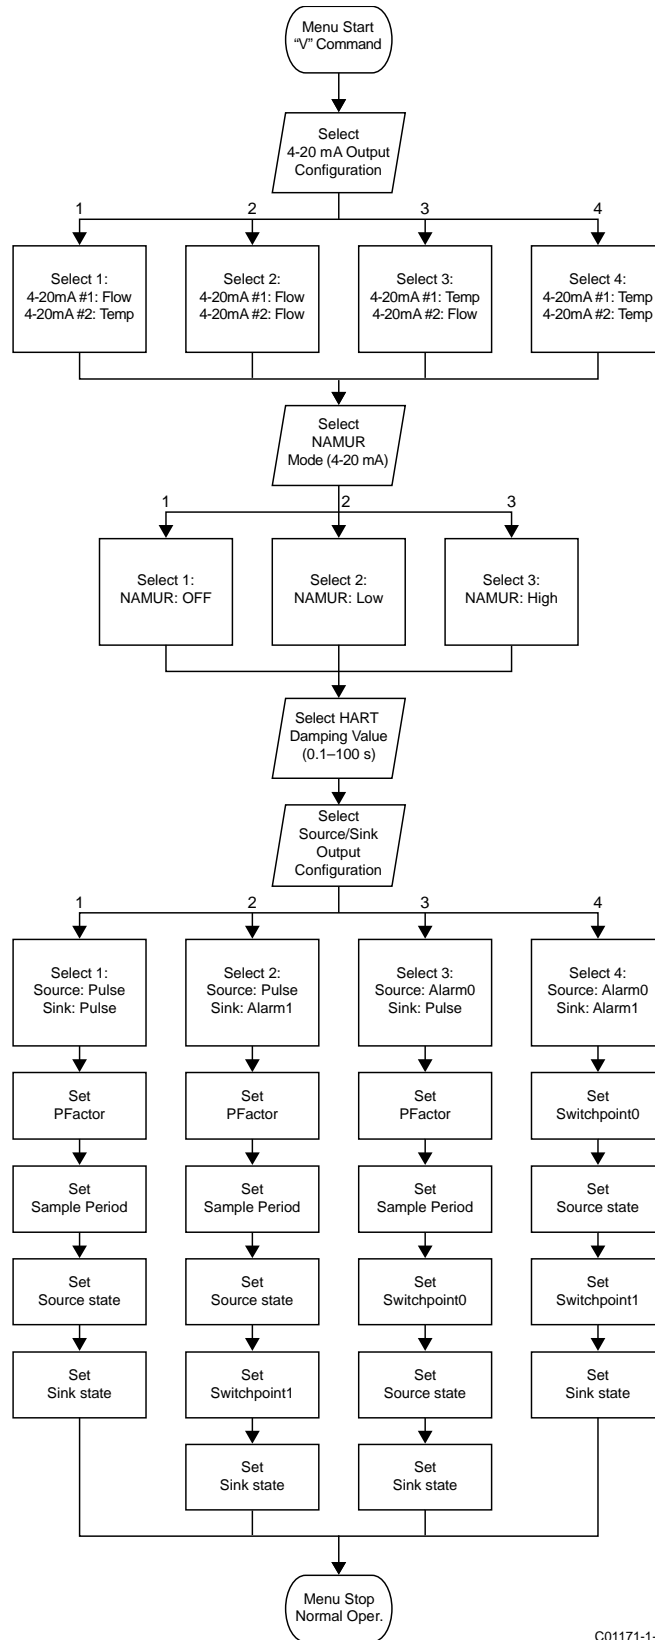 Menu Start
“V” Command
Select
4-20 mA Output
Configuration
1
2
3
4
Select 1:
4-20mA #1: Flow
4-20mA #2: Temp
Select 2:
4-20mA #1: Flow
4-20mA #2: Flow
Select 3:
4-20mA #1: Temp
4-20mA #2: Flow
Select 4:
4-20mA #1: Temp
4-20mA #2: Temp
Select
NAMUR
Mode (4-20 mA)
1
2
3
Select 1:
NAMUR: OFF
Select 2:
NAMUR: Low
Select 3:
NAMUR: High
Select HART
Damping Value
(0.1–100 s)
Select
Source/Sink
Output
Configuration
1
2
3
4
Select 1:
Source: Pulse
Sink: Pulse
Select 2:
Source: Pulse
Sink: Alarm1
Select 3:
Source: Alarm0
Sink: Pulse
Select 4:
Source: Alarm0
Sink: Alarm1
Set
PFactor
Set
PFactor
Set
PFactor
Set
Switchpoint0
Set
Sample Period
Set
Sample Period
Set
Sample Period
Set
Source state
Set
Source state
Set
Source state
Set
Switchpoint0
Set
Switchpoint1
Set
Sink state
Set
Switchpoint1
Set
Source state
Set
Sink state
Set
Sink state
Set
Sink state
Menu Stop
Normal Oper.
C01171-1-